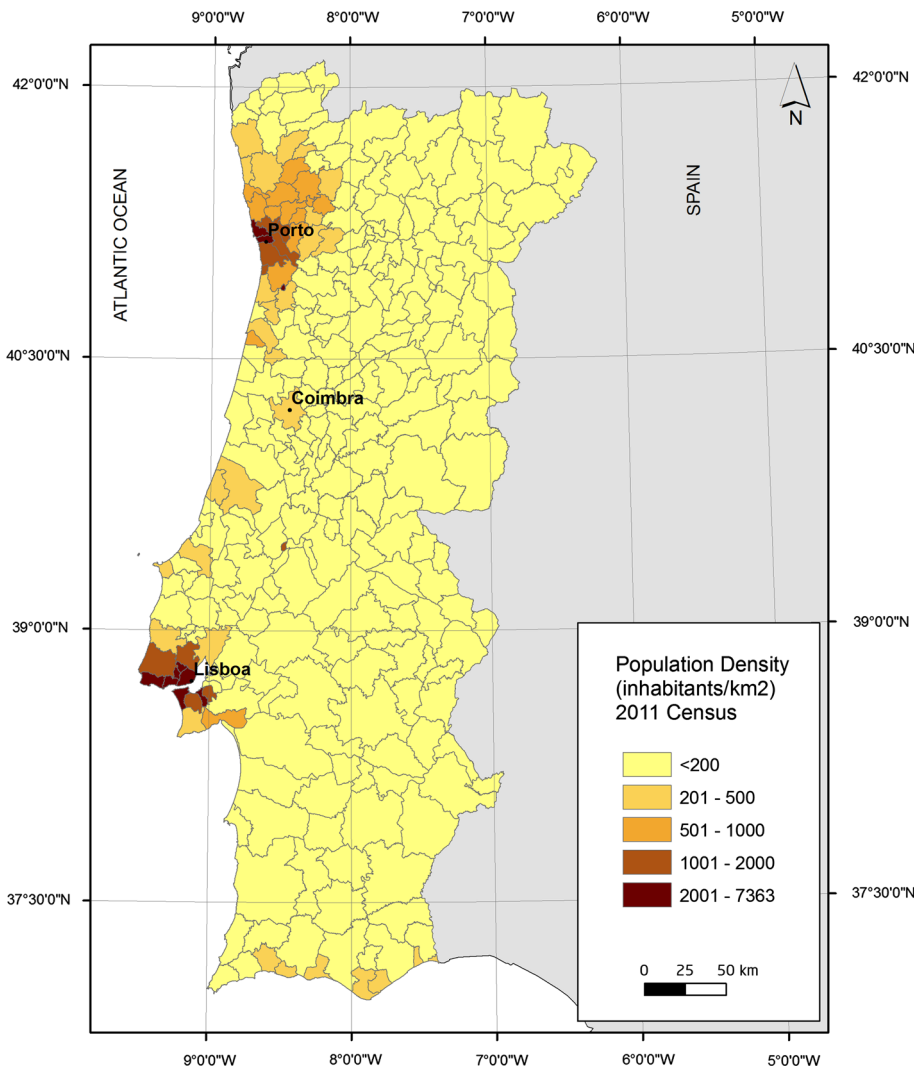 9°0'0"W 8°0'0"W 7°0'0"W 6°0'0"W 5°0'0"W
42°0'0"N 42°0'0"N
N
ATLANTIC OCEAN
SPAIN
Porto
40°30'0"N 40°30'0"N
Coimbra
39°0'0"N 39°0'0"N
Lisboa
Population Density
(inhabitants/km2)
2011 Census
<200
201 - 500
501 - 1000
1001 - 2000
2001 - 7363
37°30'0"N 37°30'0"N
0 25 50 km
9°0'0"W 8°0'0"W 7°0'0"W 6°0'0"W 5°0'0"W